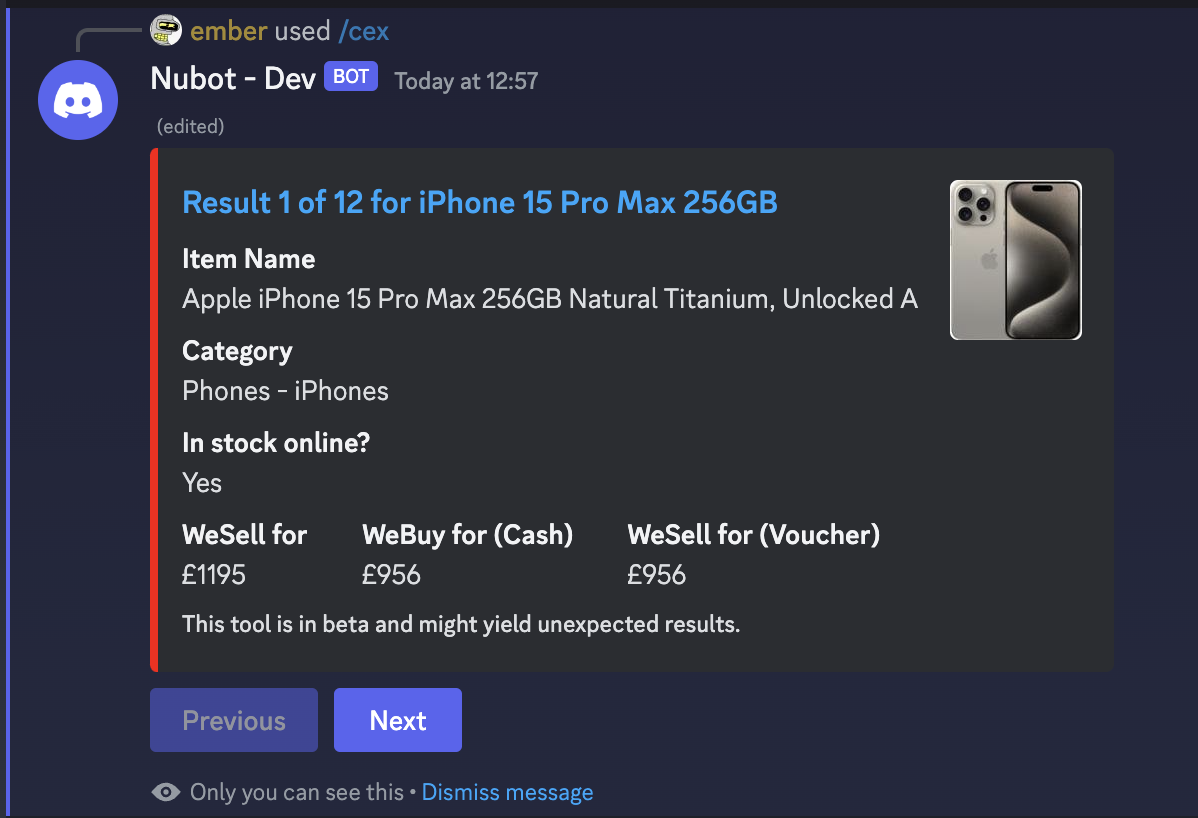 ember used /cex
Nubot - Dev BOT Today at 12:57
(edited)
Result 1 of 12 for iPhone 15 Pro Max 256GB
Item Name
Apple iPhone 15 Pro Max 256GB Natural Titanium, Unlocked A
Category
Phones - iPhones
In stock online?
Yes
WeSell for WeBuy for (Cash) WeSell for (Voucher)
£1195 £956 £956
This tool is in beta and might yield unexpected results.
Previous Next
Only you can see this • Dismiss message